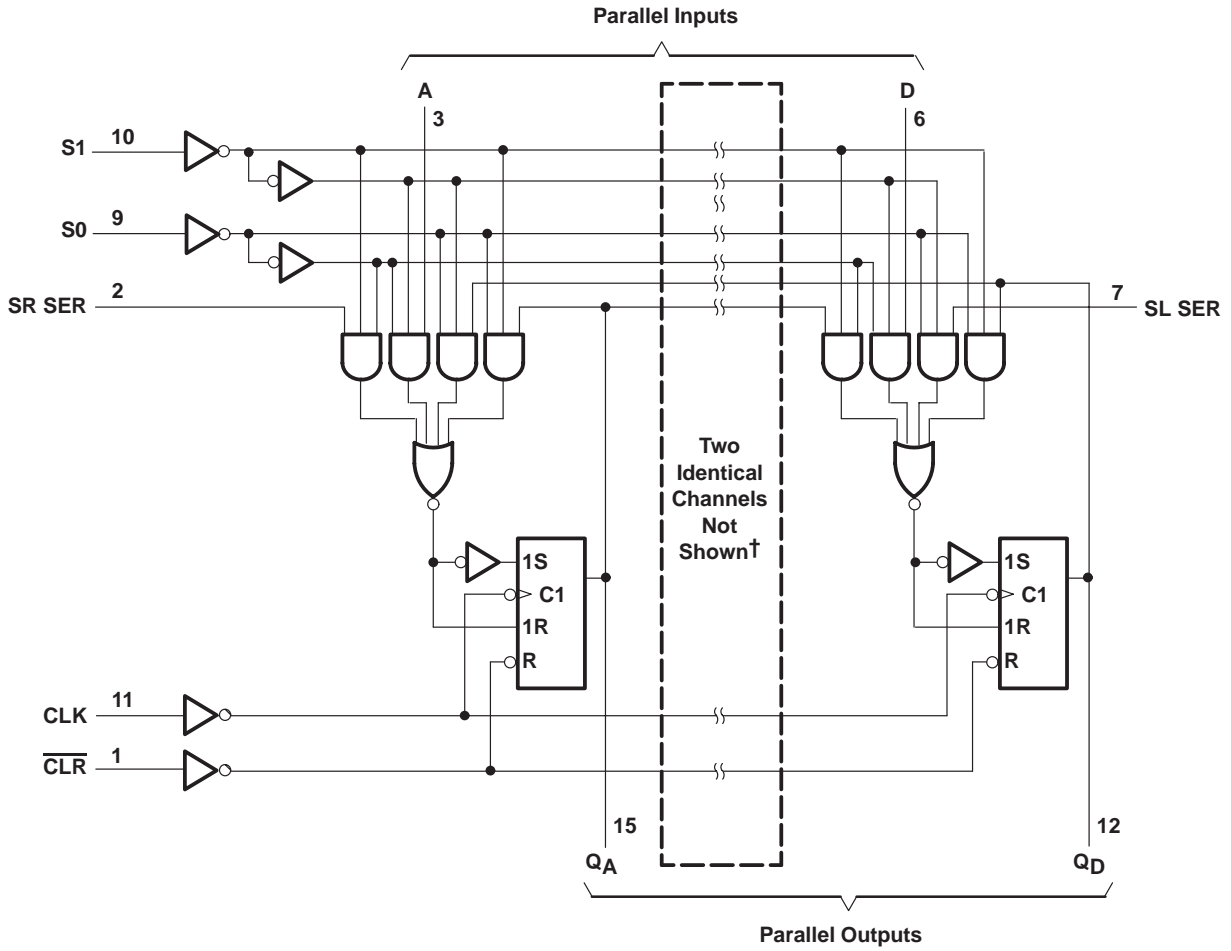 Parallel Inputs
A
D
3
6
S1
10
S0
9
SR SER
2
7
SL SER
Two
Identical
Channels
Not
Shown†
1S
C1
1R
R
1S
C1
1R
R
CLK
11
CLR
1
15
12
QA
QD
Parallel Outputs